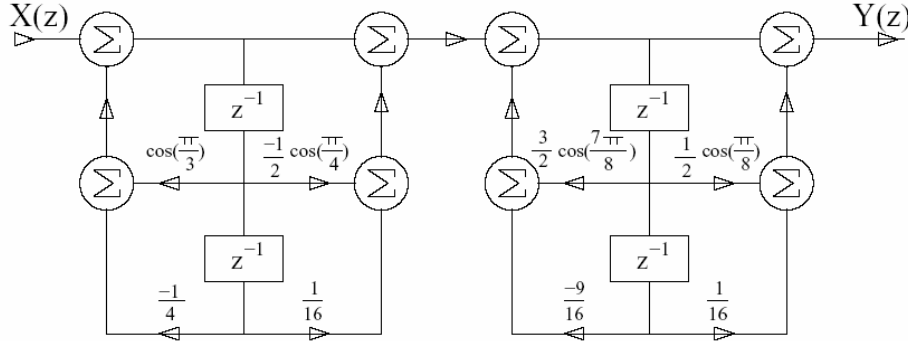 X(z) Σ Σ Σ Σ Y(z)
z⁻¹ z⁻¹
Σ cos(π/3) -1/2 cos(π/4) Σ Σ 3/2 cos(7π/8) 1/2 cos(π/8) Σ
z⁻¹ z⁻¹
-1/4 1/16 -9/16 1/16